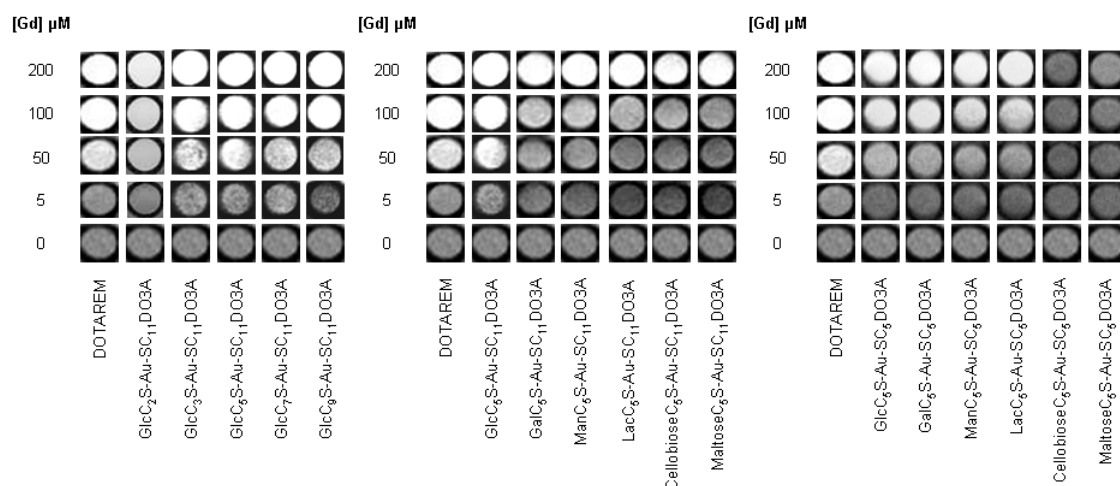 [Gd] μM
200
100
50
5
0
DOTAREM
GlcC₂S-Au-SC₁₁DO3A
GlcC₃S-Au-SC₁₁DO3A
GlcC₅S-Au-SC₁₁DO3A
GlcC₇S-Au-SC₁₁DO3A
GlcC₉S-Au-SC₁₁DO3A
[Gd] μM
200
100
50
5
0
DOTAREM
GlcC₅S-Au-SC₁₁DO3A
GalC₅S-Au-SC₁₁DO3A
ManC₅S-Au-SC₁₁DO3A
LacC₅S-Au-SC₁₁DO3A
CellobioseC₅S-Au-SC₁₁DO3A
MaltoseC₅S-Au-SC₁₁DO3A
[Gd] μM
200
100
50
5
0
DOTAREM
GlcC₅S-Au-SC₅DO3A
GalC₅S-Au-SC₅DO3A
ManC₅S-Au-SC₅DO3A
LacC₅S-Au-SC₅DO3A
CellobioseC₅S-Au-SC₅DO3A
MaltoseC₅S-Au-SC₅DO3A